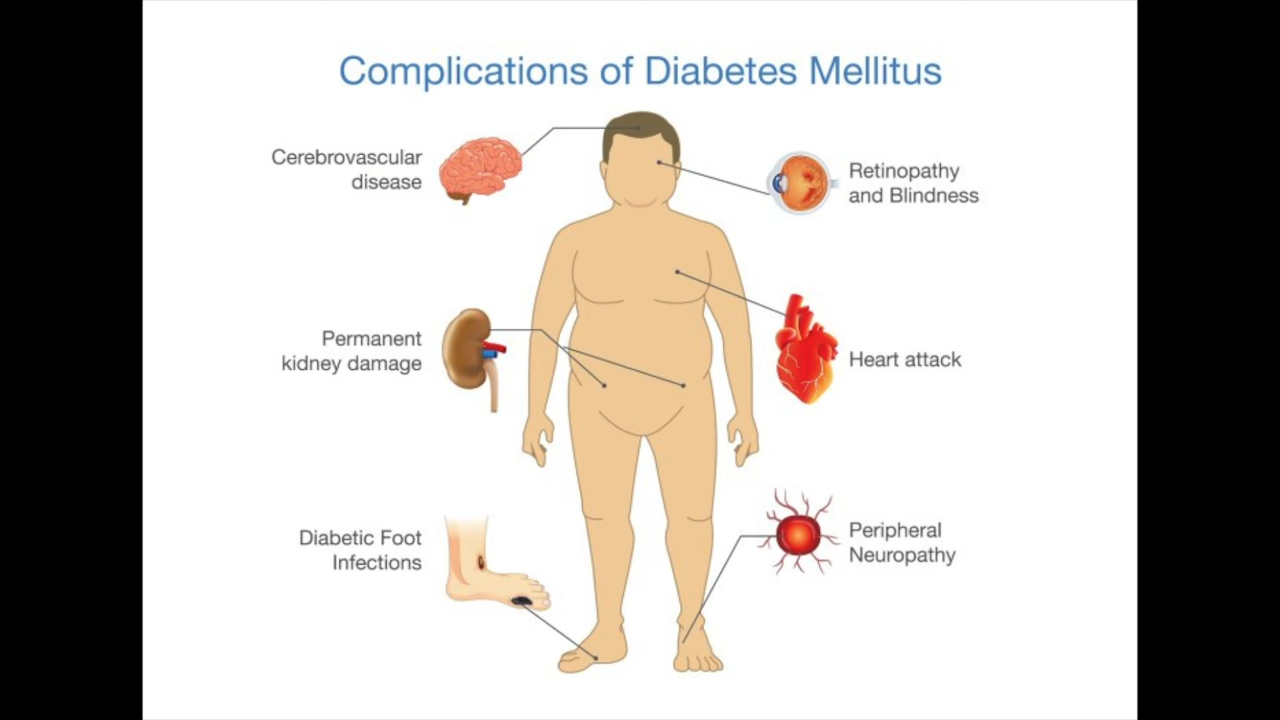 Complications of Diabetes Mellitus
Cerebrovascular
disease
Retinopathy
and Blindness
Permanent
kidney damage
Heart attack
Diabetic Foot
Infections
Peripheral
Neuropathy